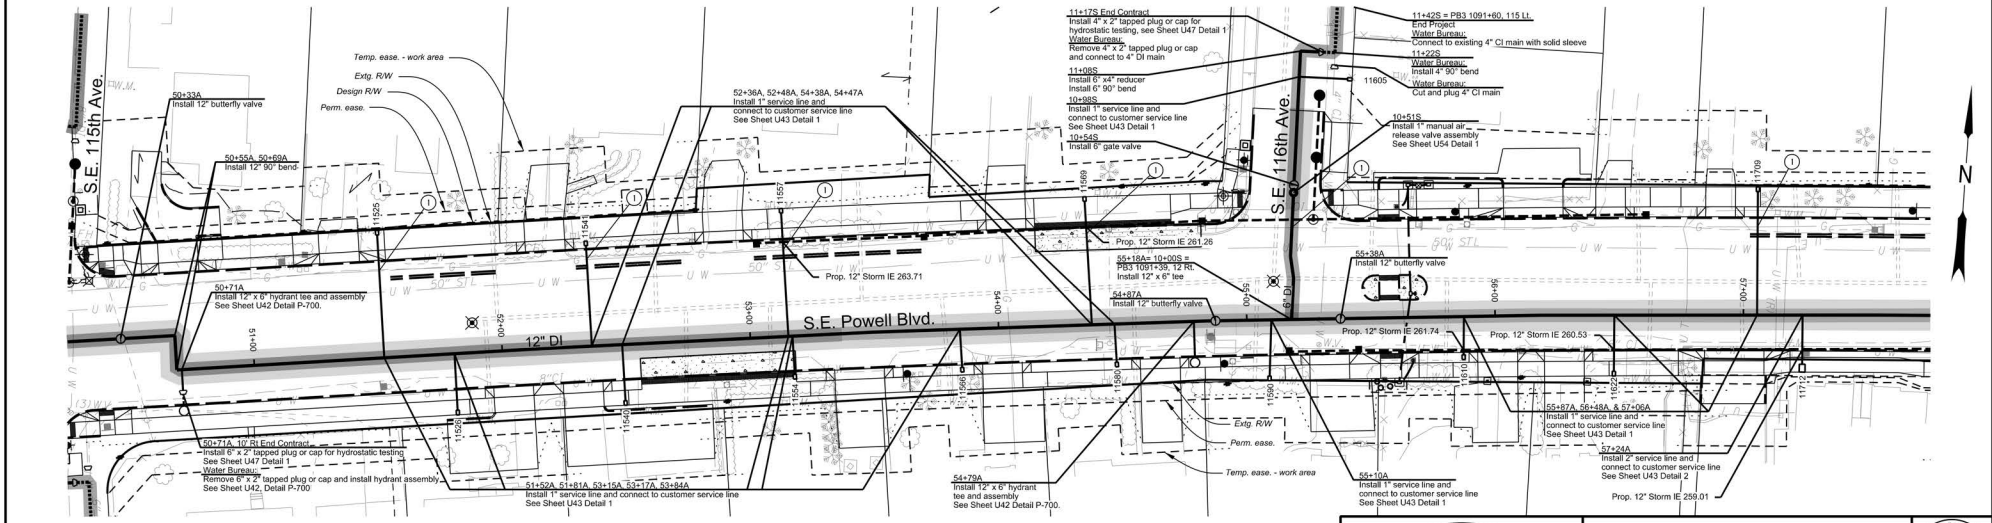 11+17S End Contract
Install 4" x 2" tapped plug or cap for
hydrostatic testing, see Sheet U47 Detail 1
Water Bureau:
Remove 4" x 2" tapped plug or cap
and connect to 4" DI main
11+08S
Install 6" x4" reducer
Install 6" 90° bend
10+98S
Install 1" service line and
connect to customer service line
See Sheet U43 Detail 1
10+54S
Install 6" gate valve
11+42S = PB3 1091+60, 115 Lt.
End Project
Water Bureau:
Connect to existing 4" CI main with solid sleeve
11+22S
Water Bureau:
Install 4" 90° bend
Water Bureau:
Cut and plug 4" CI main
11605
10+51S
Install 1" manual air
release valve assembly
See Sheet U54 Detail 1
S.E. 115th Ave.
W.M.
50+33A
Install 12" butterfly valve
50+55A, 50+69A
Install 12" 90° bend
Temp. ease. - work area
Extg. R/W
Design R/W
Perm. ease.
52+36A, 52+48A, 54+38A, 54+47A
Install 1" service line and
connect to customer service line
See Sheet U43 Detail 1
S.E. 116th Ave.
N
11525
11541
11557
11569
11709
1
1
1
1
1
1
Prop. 12" Storm IE 263.71
Prop. 12" Storm IE 261.26
50" STL
50" STL
50" STL
50+71A
Install 12" x 6" hydrant tee and assembly
See Sheet U42 Detail P-700.
55+18A= 10+00S =
PB3 1091+39, 12 Rt.
Install 12" x 6" tee
54+87A
Install 12" butterfly valve
55+38A
Install 12" butterfly valve
6" DI
51+00
52+00
53+00
54+00
55+00
56+00
57+00
12" DI
S.E. Powell Blvd.
Prop. 12" Storm IE 261.74
Prop. 12" Storm IE 260.53
8" CI
11526
11540
11554
11566
11580
11590
11610
11622
11712
50+71A, 10' Rt End Contract
Install 6" x 2" tapped plug or cap for hydrostatic testing
See Sheet U47 Detail 1
Water Bureau:
Remove 6" x 2" tapped plug or cap and install hydrant assembly
See Sheet U42, Detail P-700
51+52A, 51+81A, 53+15A, 53+17A, 53+84A
Install 1" service line and connect to customer service line
See Sheet U43 Detail 1
54+79A
Install 12" x 6" hydrant
tee and assembly
See Sheet U42 Detail P-700.
Extg. R/W
Perm. ease.
Temp. ease. - work area
55+10A
Install 1" service line and
connect to customer service line
See Sheet U43 Detail 1
55+87A, 56+48A, & 57+06A
Install 1" service line and
connect to customer service line
See Sheet U43 Detail 1
57+24A
Install 2" service line and
connect to customer service line
See Sheet U43 Detail 2
Prop. 12" Storm IE 259.01